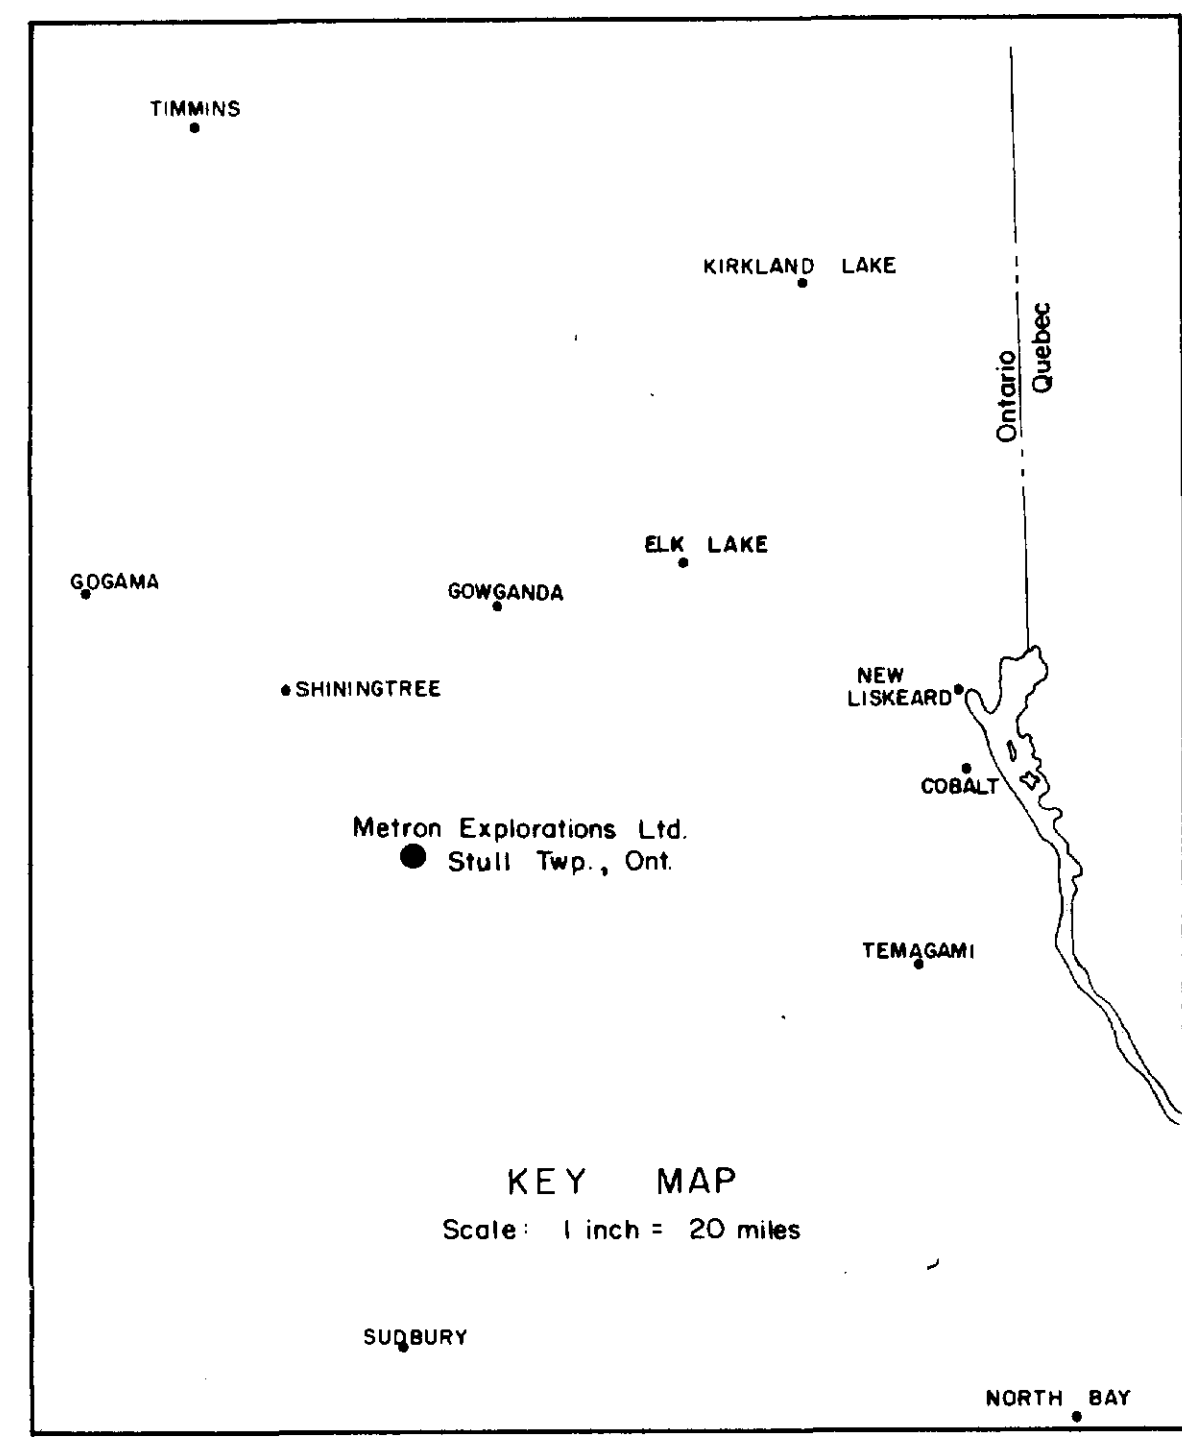 TIMMINS
KIRKLAND LAKE
Ontario
Quebec
ELK LAKE
GOGAMA
GOWGANDA
SHININGTREE
NEW
LISKEARD
COBALT
Metron Explorations Ltd.
Stull Twp., Ont.
TEMAGAMI
KEY MAP
Scale: 1 inch = 20 miles
SUDBURY
NORTH BAY